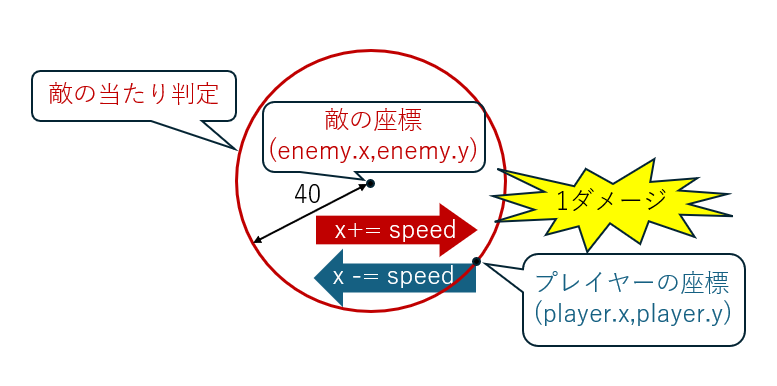 敵の当たり判定
敵の座標
(enemy.x,enemy.y)
40
1ダメージ
x+= speed
x -= speed
プレイヤーの座標
(player.x,player.y)